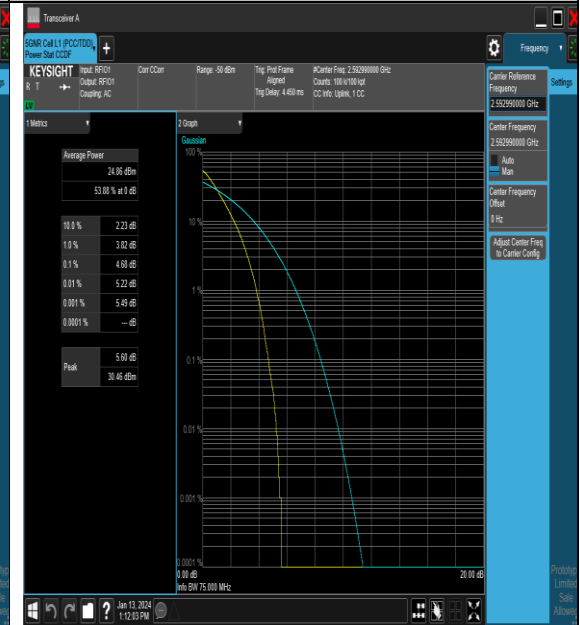 Transceiver A
5GNR Cell L1 (PCC/TDD),
Power Stat CCDF
+
Frequency
KEYSIGHT
R T
Input: RFIO1
Output: RFIO1
Coupling: AC
Corr CCorr
Range: -50 dBm
Trig: Prot Frame
Aligned
Trig Delay: 4.450 ms
#Center Freq: 2.592990000 GHz
Counts: 100 k/100 kpt
CC Info: Uplink, 1 CC
Carrier Reference
Frequency
2.592990000 GHz
Settings
1 Metrics
2 Graph
Center Frequency
2.592990000 GHz
Auto
Man
Center Frequency
Offset
0 Hz
Adjust Center Freq
to Carrier Config
Average Power
24.86 dBm
53.88 % at 0 dB
10.0 % 2.23 dB
1.0 % 3.82 dB
0.1 % 4.68 dB
0.01 % 5.22 dB
0.001 % 5.49 dB
0.0001 % --- dB
Peak
5.60 dB
30.46 dBm
Gaussian
100 %
10 %
1 %
0.1 %
0.01 %
0.001 %
0.0001 %
0.00 dB
20.00 dB
Info BW 75.000 MHz
Jan 13, 2024
1:12:03 PM
?
Limited
Sale